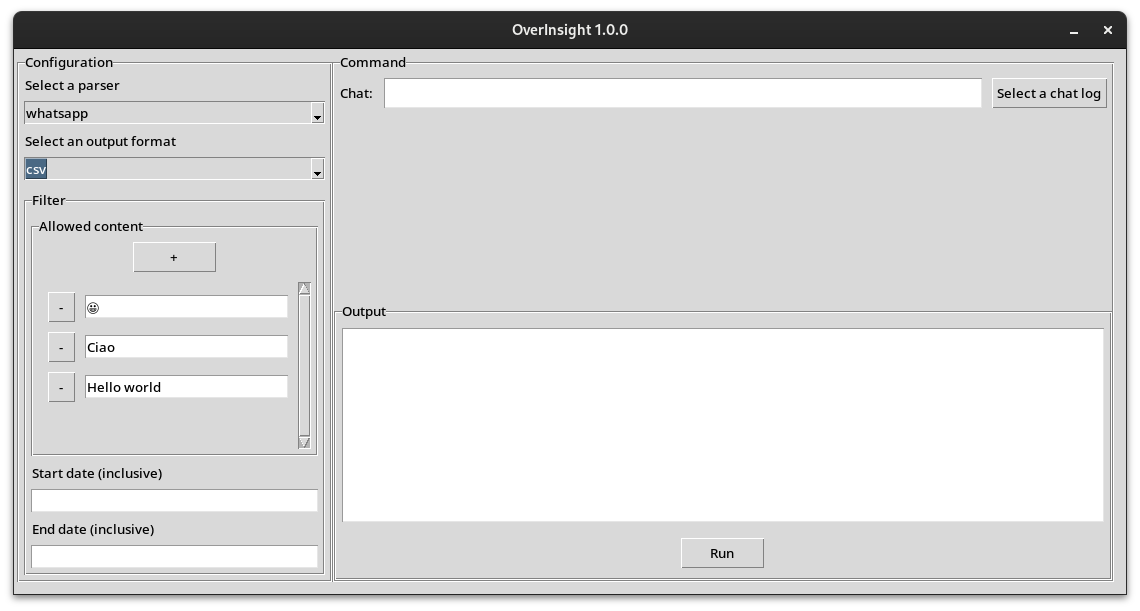 OverInsight 1.0.0
Configuration
Select a parser
whatsapp
Select an output format
csv
Filter
Allowed content
+
- 😀
- Ciao
- Hello world
Start date (inclusive)
End date (inclusive)
Command
Chat:
Select a chat log
Output
Run